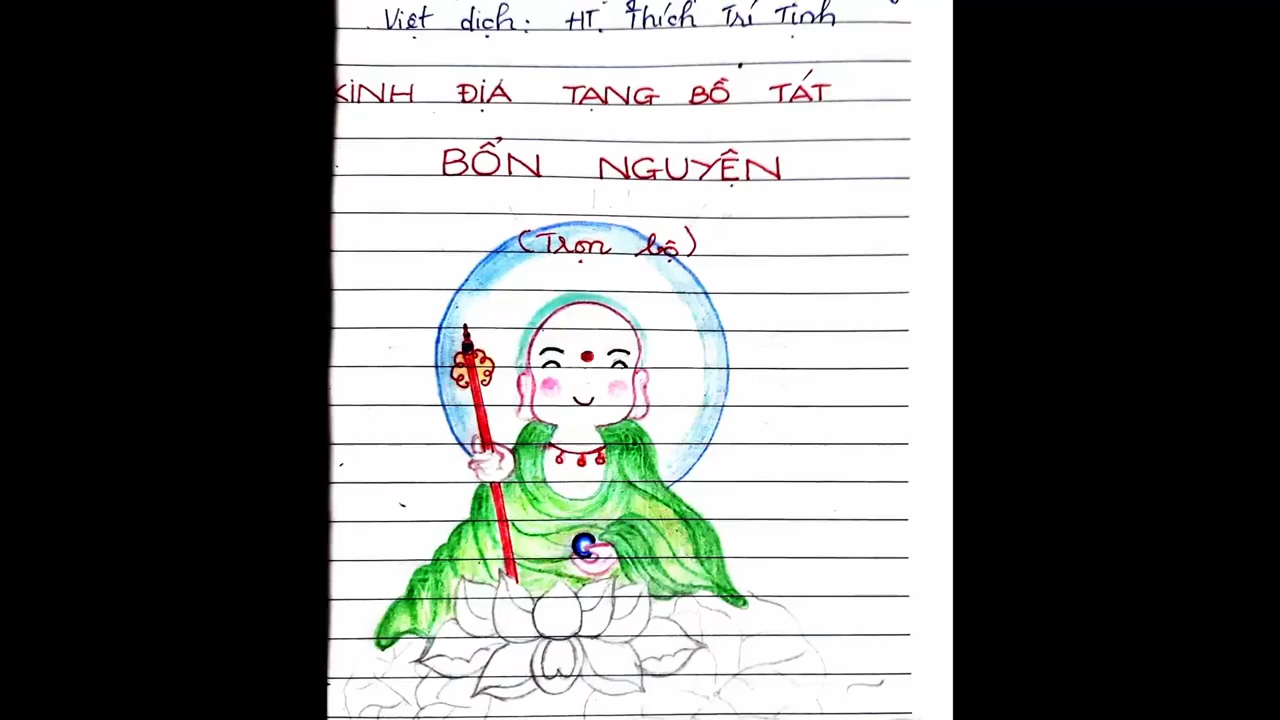 Việt dịch: HT. Thích Trí Tịnh
KINH ĐỊA TẠNG BỒ TÁT
BỔN NGUYỆN
(Trọn bộ)